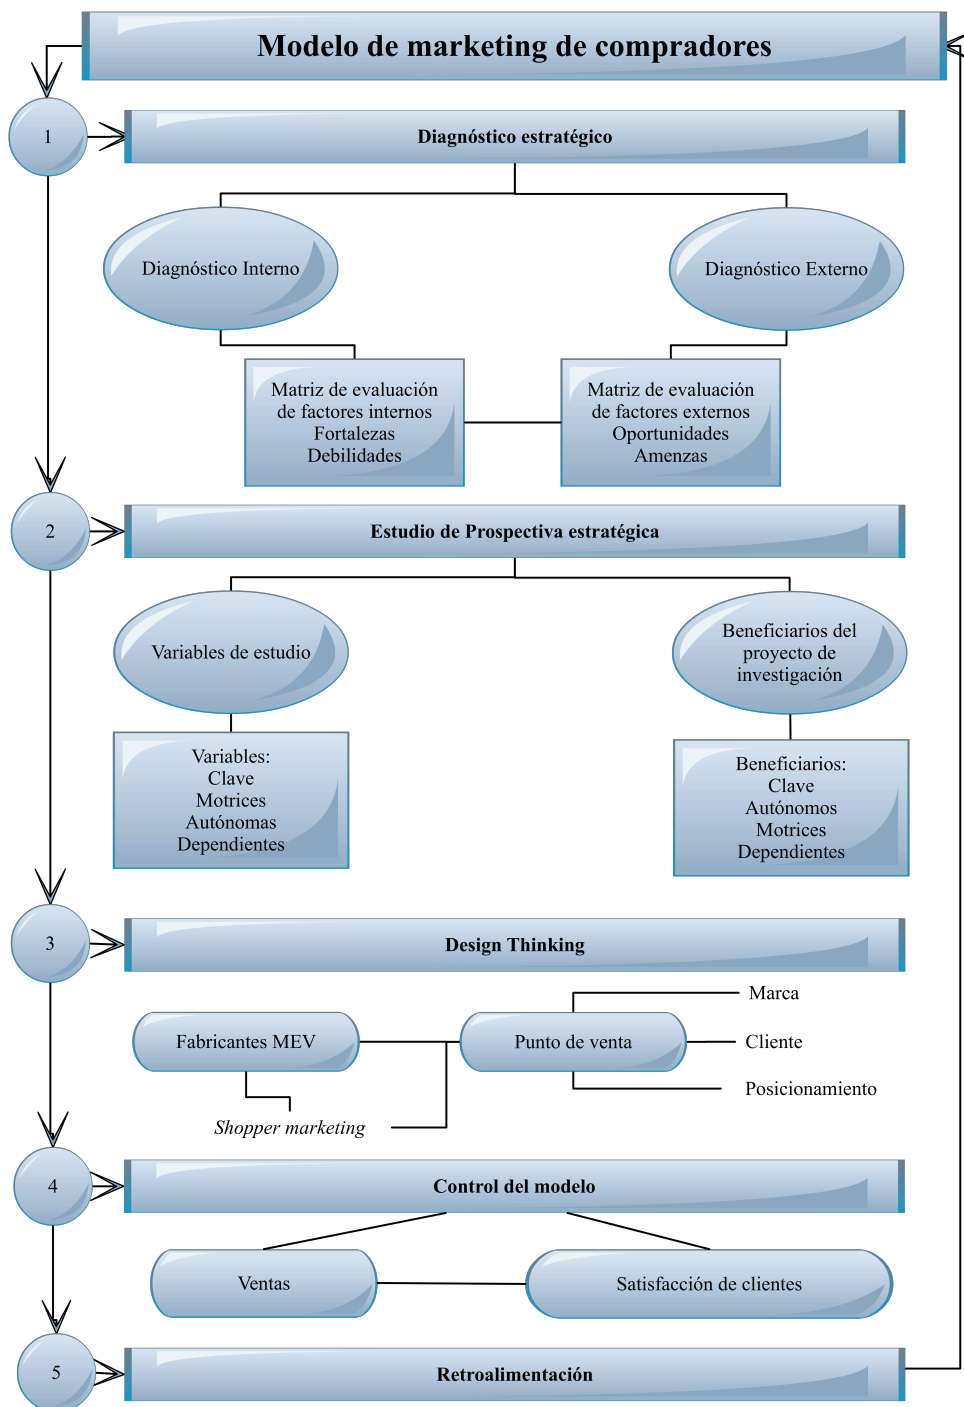 Modelo de marketing de compradores
1
Diagnóstico estratégico
Diagnóstico Interno
Diagnóstico Externo
Matriz de evaluación
de factores internos
Fortalezas
Debilidades
Matriz de evaluación
de factores externos
Oportunidades
Amenzas
2
Estudio de Prospectiva estratégica
Variables de estudio
Beneficiarios del
proyecto de
investigación
Variables:
Clave
Motrices
Autónomas
Dependientes
Beneficiarios:
Clave
Autónomos
Motrices
Dependientes
3
Design Thinking
Fabricantes MEV
Punto de venta
Marca
Cliente
Posicionamiento
Shopper marketing
4
Control del modelo
Ventas
Satisfacción de clientes
5
Retroalimentación